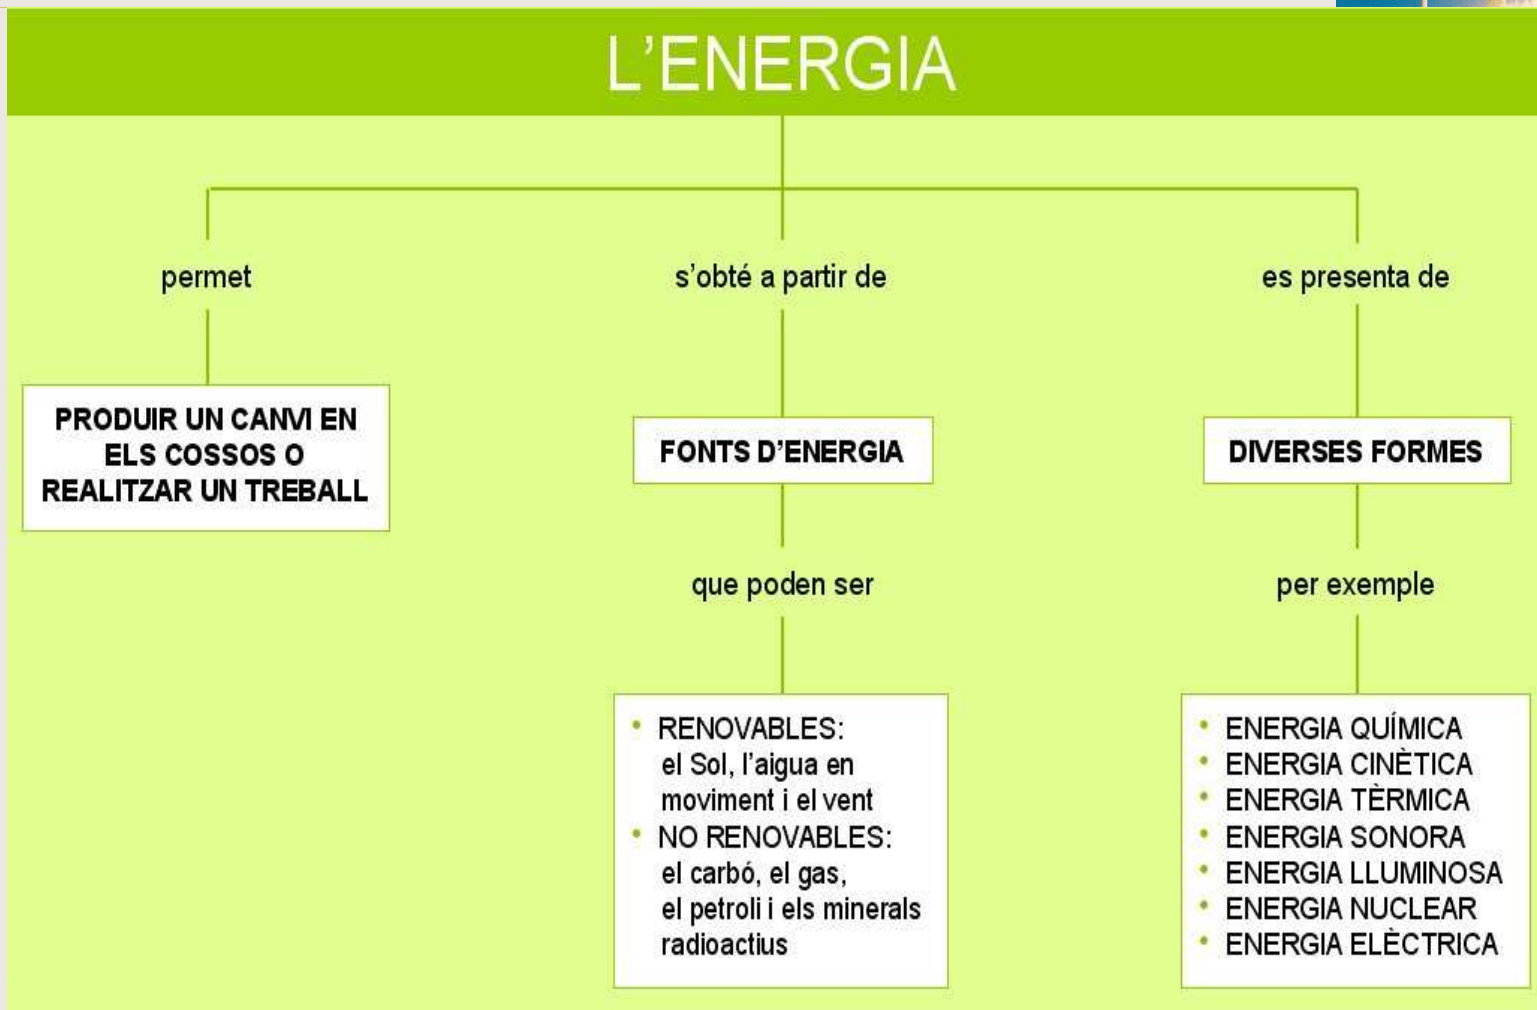 L'ENERGIA
permet
PRODUIR UN CANVI EN
ELS COSSOS O
REALITZAR UN TREBALL
s'obté a partir de
FONTS D'ENERGIA
que poden ser
• RENOVABLES:
el Sol, l'aigua en
moviment i el vent
• NO RENOVABLES:
el carbó, el gas,
el petroli i els minerals
radioactius
es presenta de
DIVERSES FORMES
per exemple
• ENERGIA QUÍMICA
• ENERGIA CINÈTICA
• ENERGIA TÈRMICA
• ENERGIA SONORA
• ENERGIA LLUMINOSA
• ENERGIA NUCLEAR
• ENERGIA ELÈCTRICA